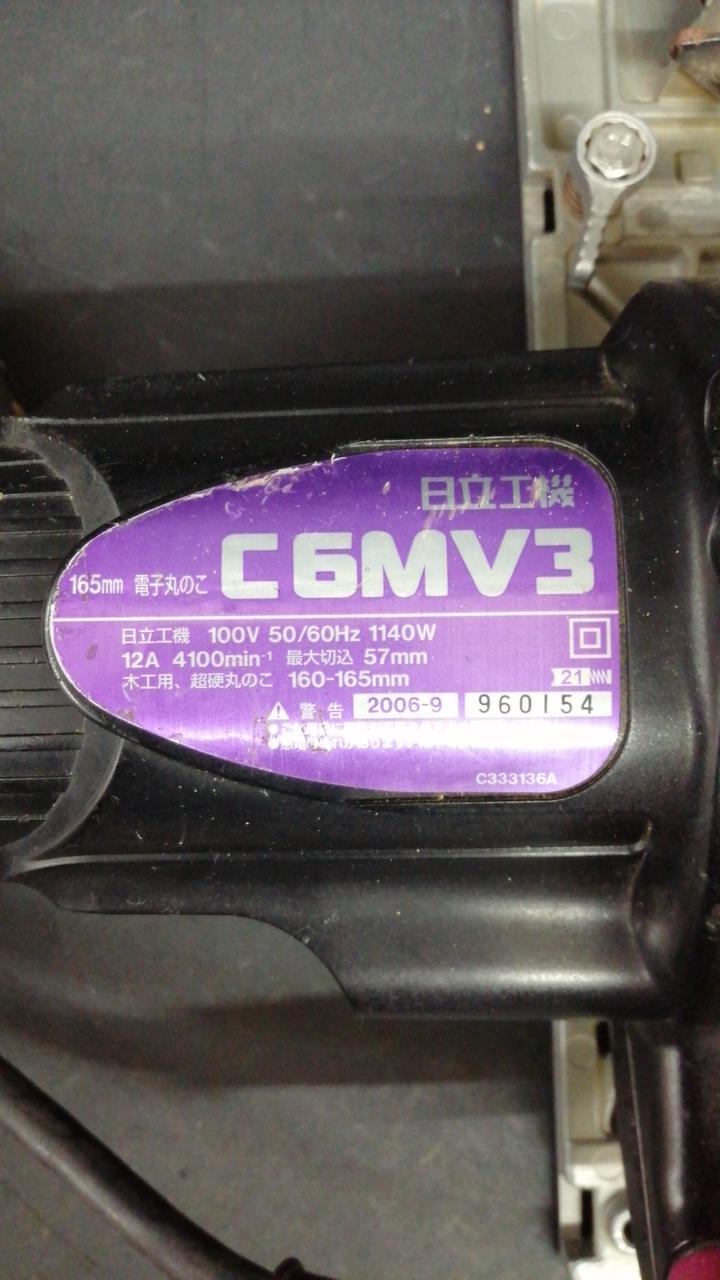 日立工機
165mm 電子丸のこ C6MV3
日立工機 100V 50/60Hz 1140W
12A 4100min⁻¹ 最大切込 57mm
木工用、超硬丸のこ 160-165mm
21
警告 2006-9 960154
C333136A